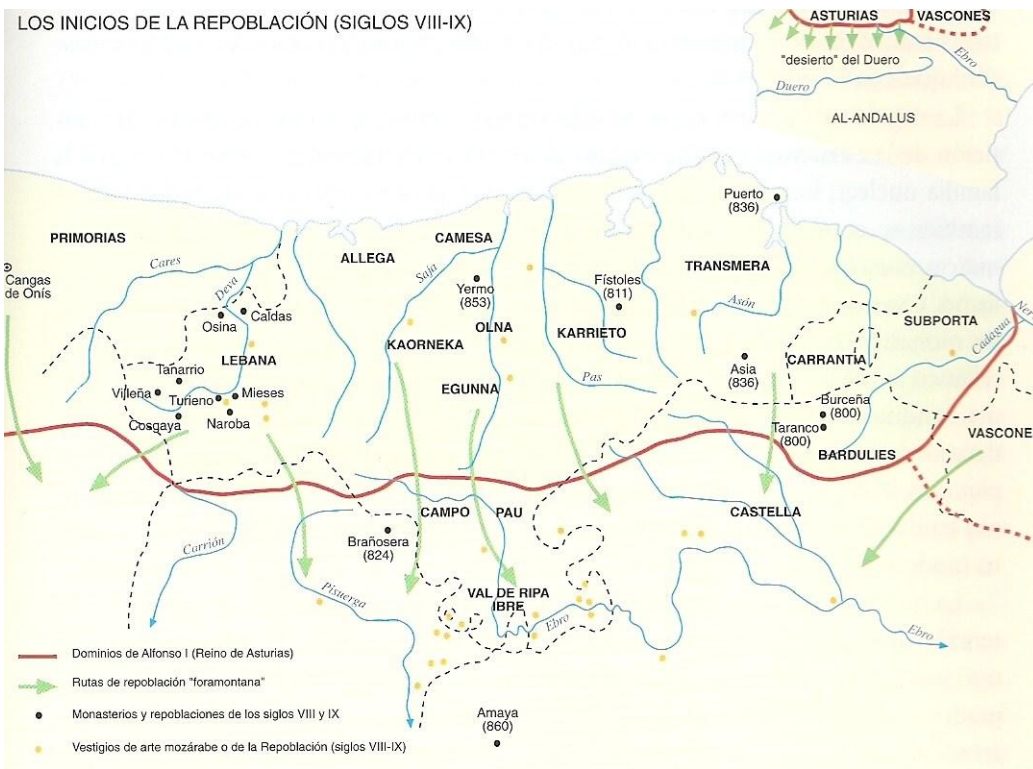 LOS INICIOS DE LA REPOBLACIÓN (SIGLOS VIII-IX)
ASTURIAS
VASCONES
Ebro
"desierto" del Duero
Duero
AL-ANDALUS
Puerto
(836)
PRIMORIAS
CAMESA
ALLEGA
Cares
Saja
TRANSMERA
Cangas
de Onís
Deva
Yermo
(853)
Fístoles
(811)
Asón
Osina
Caldas
OLNA
KARRIETO
SUBPORTA
Ner
Cadagua
KAORNEKA
LEBANA
CARRANTIA
Asia
(836)
Tanarrio
EGUNNA
Pas
Villeña
Turieno
Mieses
Burceña
(800)
Cosgaya
Naroba
Taranco
(800)
VASCONE
BARDULIES
CAMPO
PAU
CASTELLA
Carrión
Brañosera
(824)
Pisuerga
VAL DE RIPA
IBRE
Ebro
Ebro
Dominios de Alfonso I (Reino de Asturias)
Rutas de repoblación "foramontana"
Monasterios y repoblaciones de los siglos VIII y IX
Amaya
(860)
Vestigios de arte mozárabe o de la Repoblación (siglos VIII-IX)